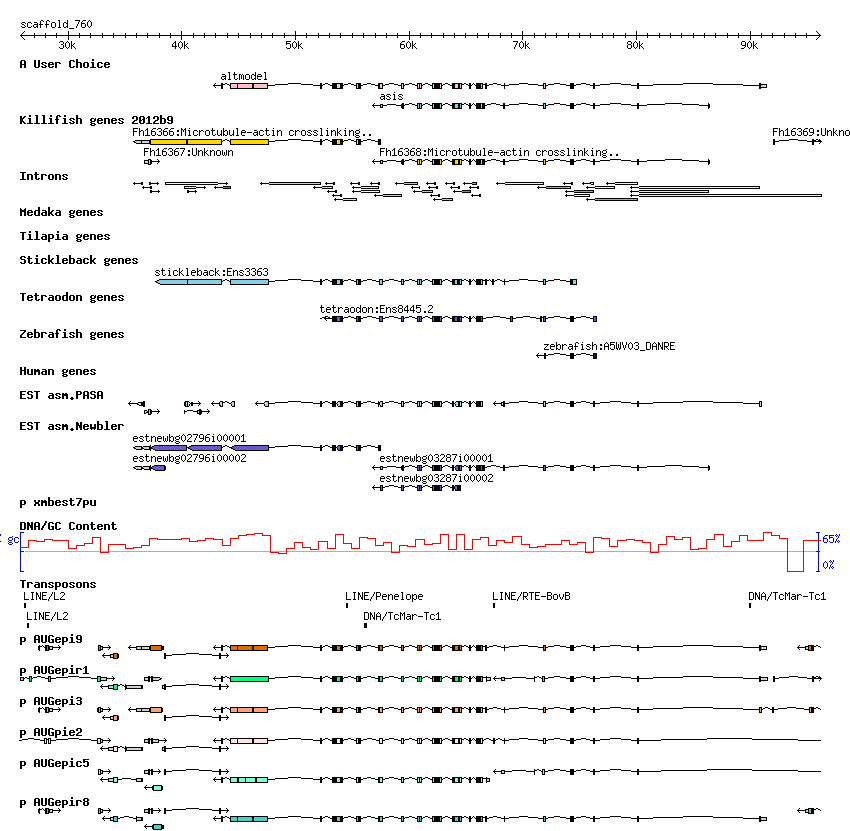 scaffold_760
30k 40k 50k 60k 70k 80k 90k
A User Choice
altmodel
asis
Killifish genes 2012b9
Fh16366:Microtubule-actin crosslinking.. Fh16369:Unkno
Fh16367:Unknown Fh16368:Microtubule-actin crosslinking..
Introns
Medaka genes
Tilapia genes
Stickleback genes
stickleback:Ens3363
Tetraodon genes
tetraodon:Ens8445.2
Zebrafish genes
zebrafish:A5WV03_DANRE
Human genes
EST asm.PASA
EST asm.Newbler
estnewbg02796i00001
estnewbg02796i00002 estnewbg03287i00001
estnewbg03287i00002
p xmbest7pu
DNA/GC Content
% gc 65%
0%
Transposons
LINE/L2 LINE/Penelope LINE/RTE-BovB DNA/TcMar-Tc1
LINE/L2 DNA/TcMar-Tc1
p AUGepi9
p AUGepir1
p AUGepi3
p AUGpie2
p AUGepic5
p AUGepir8